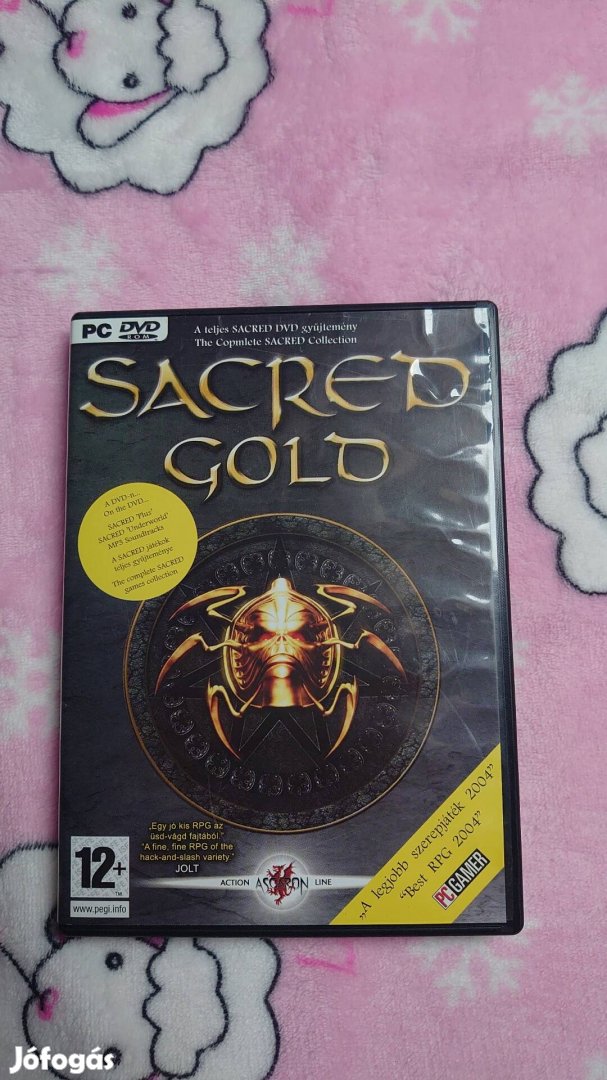 PC DVD
ROM
A teljes SACRED DVD gyűjtemény
The Copmlete SACRED Collection
SACRED
GOLD
A DVD-n...
On the DVD...
SACRED "Plus"
SACRED "Underworld"
MP3 Soundtracks
A SACRED játékok
teljes gyűjteménye
The complete SACRED
games collection
„Egy jó kis RPG az
üsd-vágd fajtából."
"A fine, fine RPG of the
hack-and-slash variety."
JOLT
12+
TM
www.pegi.info
ACTION ASCARON LINE
„A legjobb szerepjáték 2004"
"Best RPG 2004"
PC GAMER
Jófogás